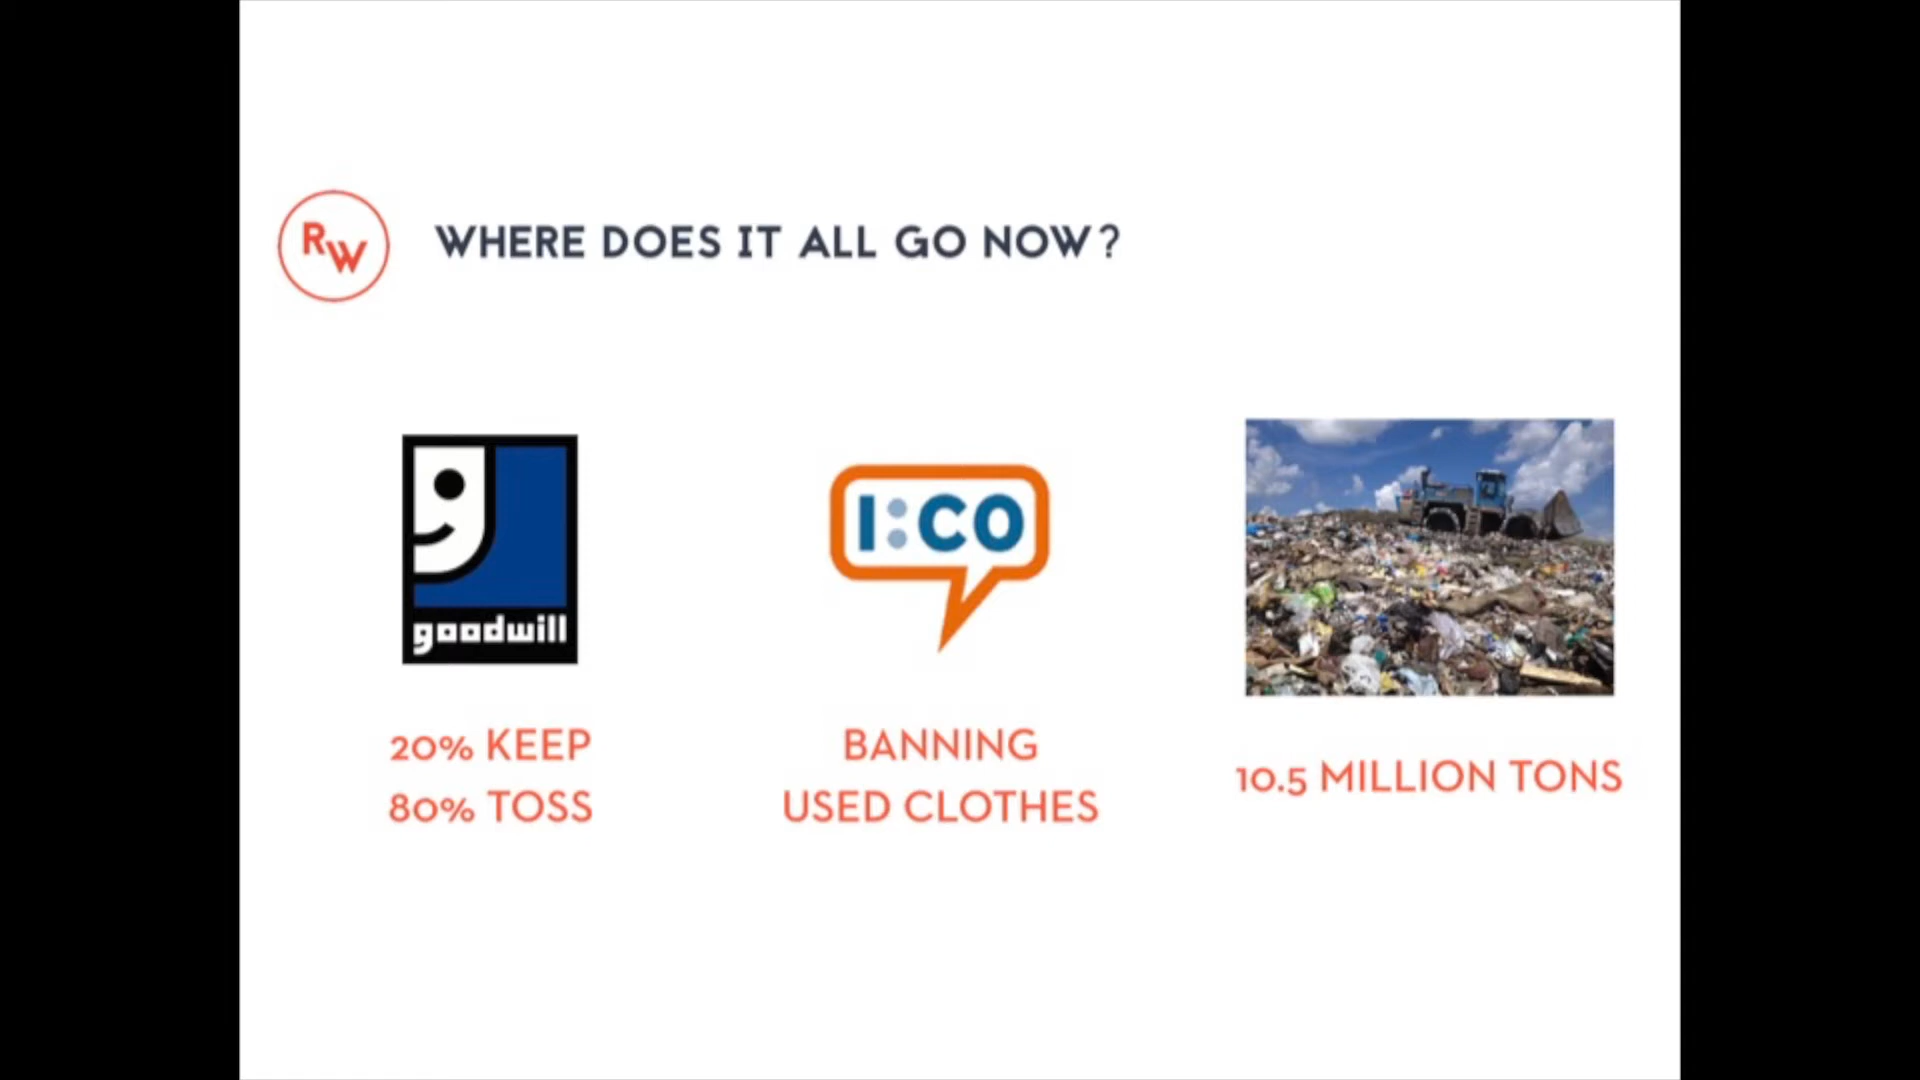 RW
WHERE DOES IT ALL GO NOW?
goodwill
I:CO
20% KEEP
80% TOSS
BANNING
USED CLOTHES
10.5 MILLION TONS